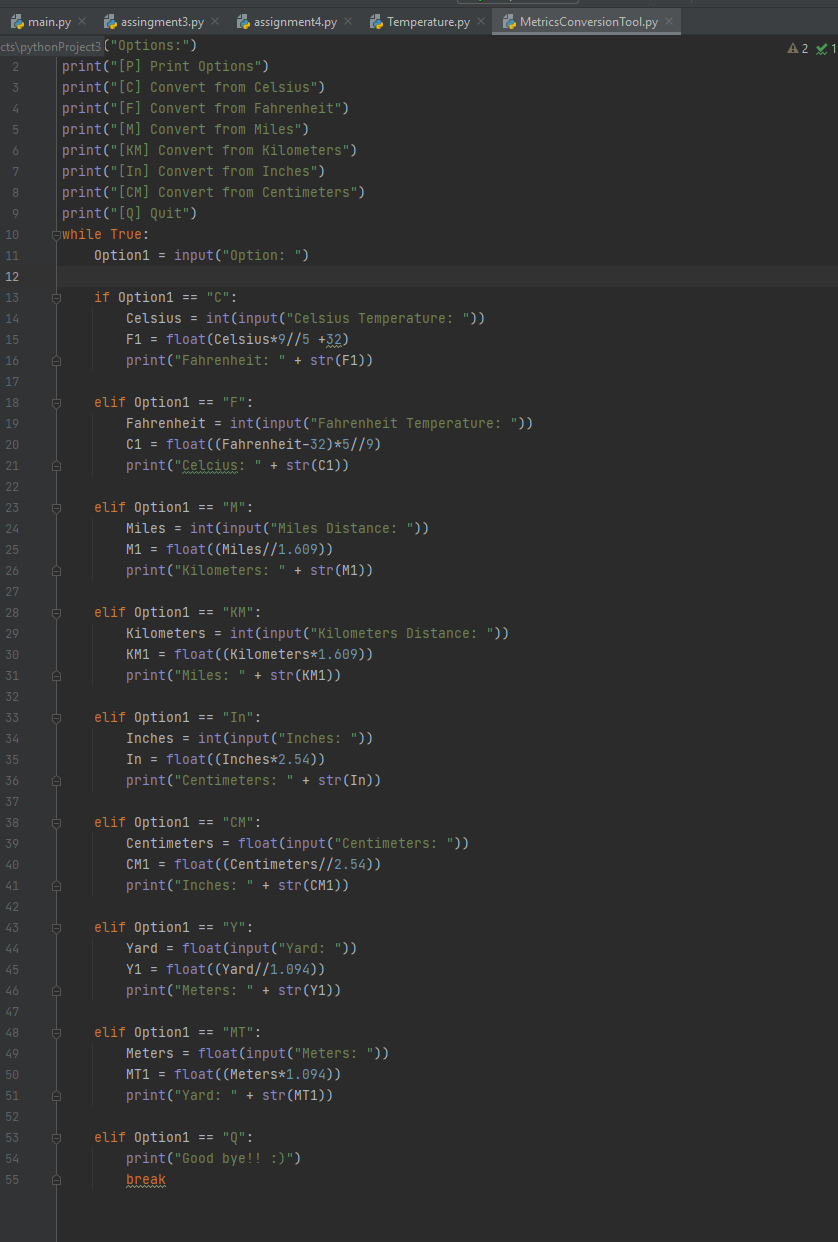 main.py × assingment3.py × assignment4.py × Temperature.py × MetricsConversionTool.py ×
cts\pythonProject3 ("Options:") 2 1
2 print("[P] Print Options")
3 print("[C] Convert from Celsius")
4 print("[F] Convert from Fahrenheit")
5 print("[M] Convert from Miles")
6 print("[KM] Convert from Kilometers")
7 print("[In] Convert from Inches")
8 print("[CM] Convert from Centimeters")
9 print("[Q] Quit")
10 while True:
11 Option1 = input("Option: ")
12
13 if Option1 == "C":
14 Celsius = int(input("Celsius Temperature: "))
15 F1 = float(Celsius*9//5 +32)
16 print("Fahrenheit: " + str(F1))
17
18 elif Option1 == "F":
19 Fahrenheit = int(input("Fahrenheit Temperature: "))
20 C1 = float((Fahrenheit-32)*5//9)
21 print("Celcius: " + str(C1))
22
23 elif Option1 == "M":
24 Miles = int(input("Miles Distance: "))
25 M1 = float((Miles//1.609))
26 print("Kilometers: " + str(M1))
27
28 elif Option1 == "KM":
29 Kilometers = int(input("Kilometers Distance: "))
30 KM1 = float((Kilometers*1.609))
31 print("Miles: " + str(KM1))
32
33 elif Option1 == "In":
34 Inches = int(input("Inches: "))
35 In = float((Inches*2.54))
36 print("Centimeters: " + str(In))
37
38 elif Option1 == "CM":
39 Centimeters = float(input("Centimeters: "))
40 CM1 = float((Centimeters//2.54))
41 print("Inches: " + str(CM1))
42
43 elif Option1 == "Y":
44 Yard = float(input("Yard: "))
45 Y1 = float((Yard//1.094))
46 print("Meters: " + str(Y1))
47
48 elif Option1 == "MT":
49 Meters = float(input("Meters: "))
50 MT1 = float((Meters*1.094))
51 print("Yard: " + str(MT1))
52
53 elif Option1 == "Q":
54 print("Good bye!! :)")
55 break